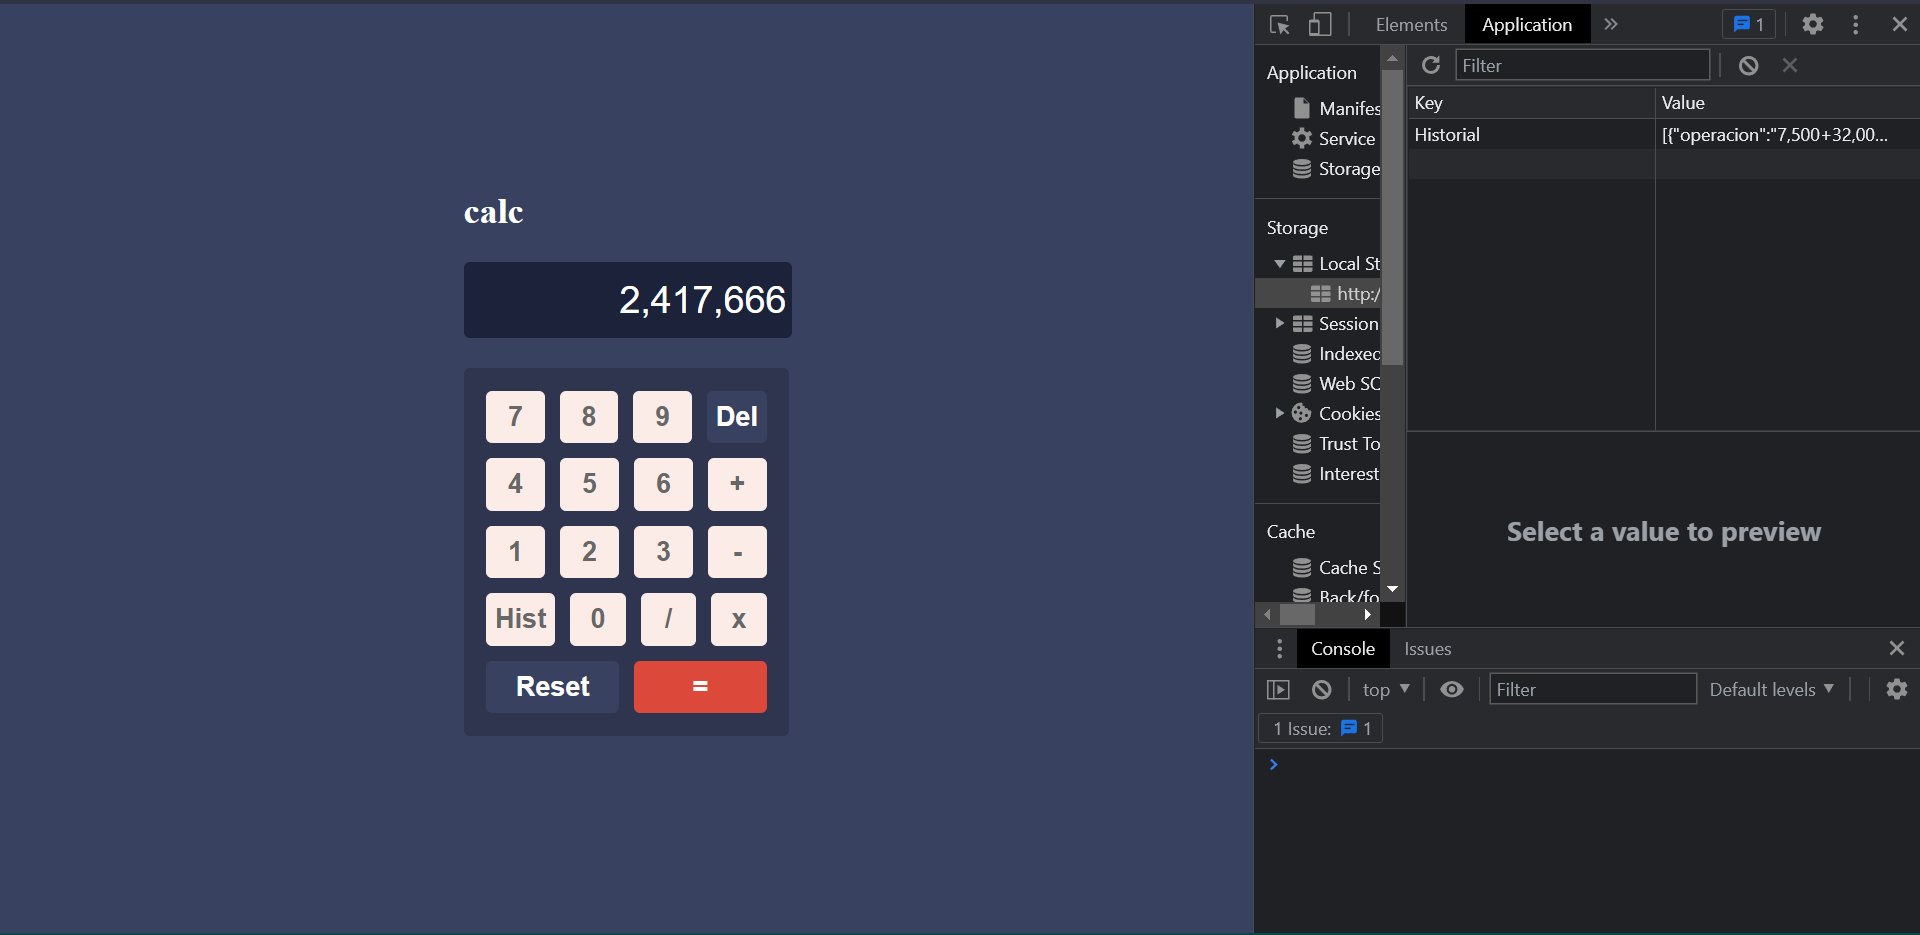 calc
2,417,666
7 8 9 Del
4 5 6 +
1 2 3 -
Hist 0 / x
Reset =
Elements Application 1
Application
Manifes
Service
Storage
Storage
Local St
http:/
Session
Indexed
Web SQ
Cookies
Trust To
Interest
Cache
Cache S
Back/fo
Filter
Key Value
Historial [{"operacion":"7,500+32,00...
Select a value to preview
Console Issues
top Filter Default levels
1 Issue: 1